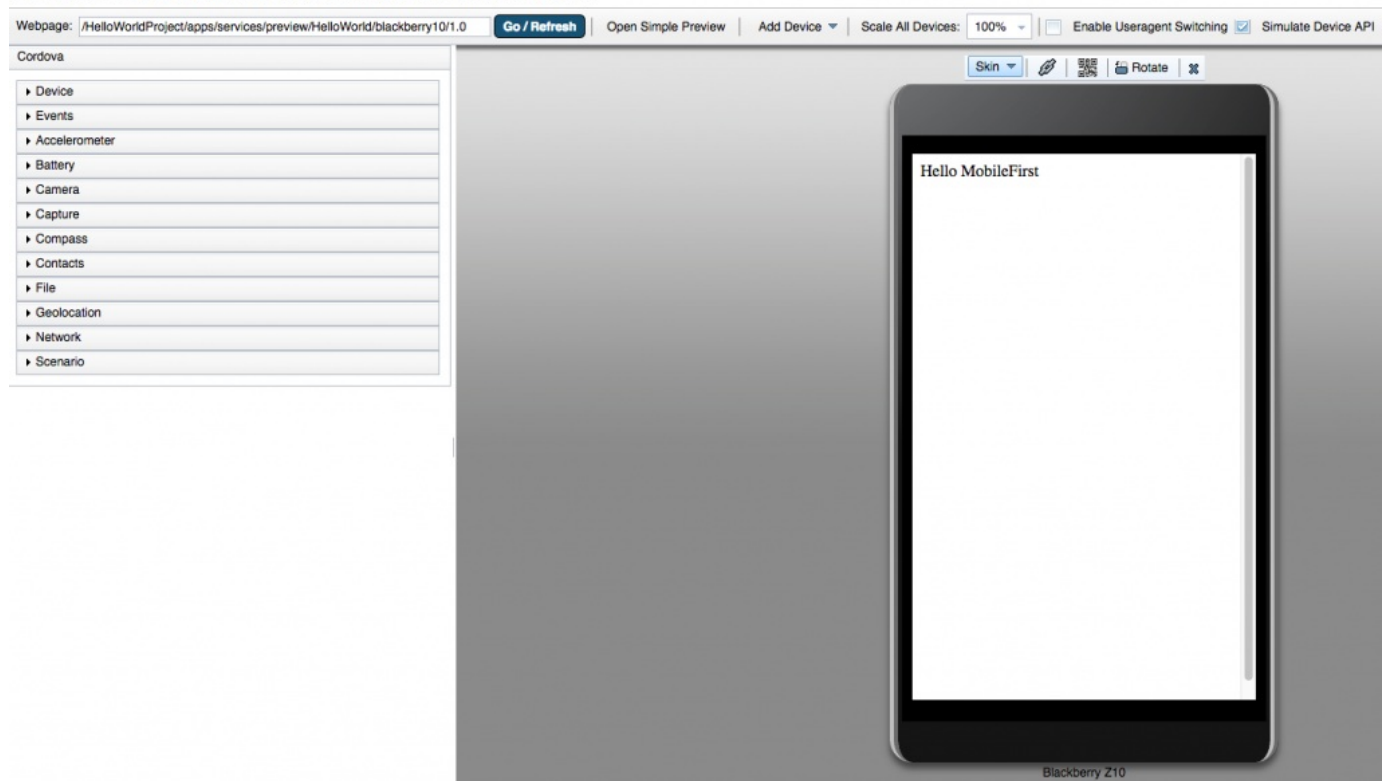 Webpage: /HelloWorldProject/apps/services/preview/HelloWorld/blackberry10/1.0 Go / Refresh Open Simple Preview Add Device Scale All Devices: 100% Enable Useragent Switching Simulate Device API
Cordova
Skin Rotate
Device
Events
Accelerometer
Battery
Camera
Capture
Compass
Contacts
File
Geolocation
Network
Scenario
Hello MobileFirst
Blackberry Z10